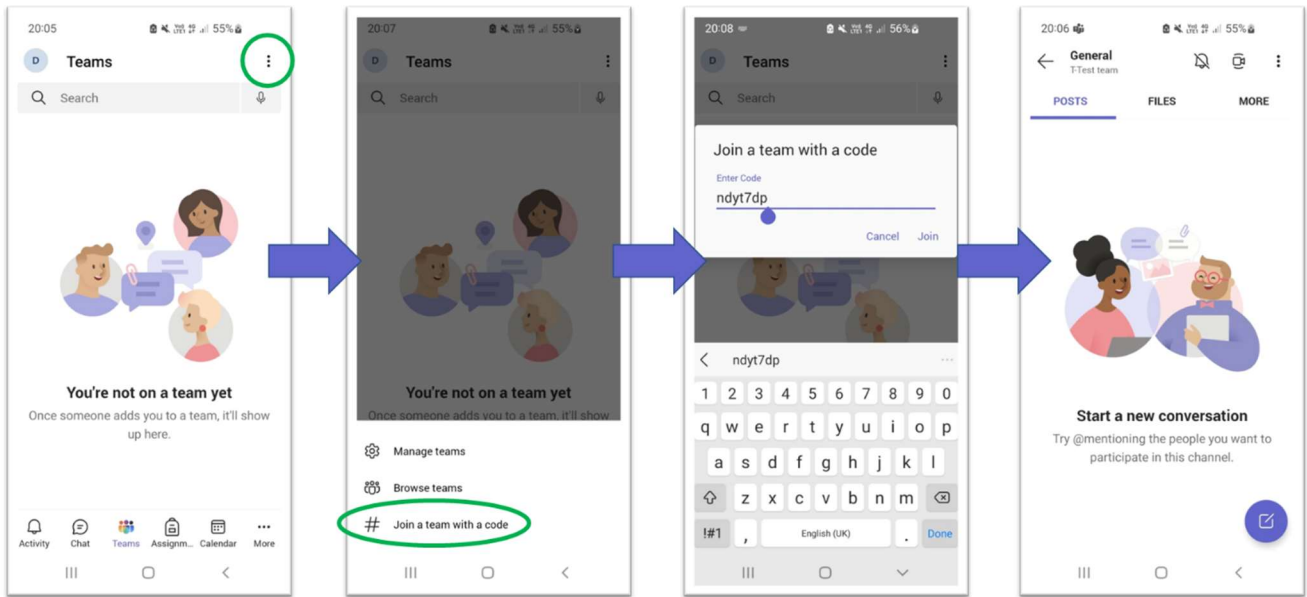 20:05
55%
D Teams
Search
You're not on a team yet
Once someone adds you to a team, it'll show
up here.
Activity Chat Teams Assignm... Calendar More
20:07
55%
D Teams
Search
You're not on a team yet
Once someone adds you to a team, it'll show
Manage teams
Browse teams
# Join a team with a code
20:08
56%
D Teams
Search
Join a team with a code
Enter Code
ndyt7dp
Cancel Join
ndyt7dp
1 2 3 4 5 6 7 8 9 0
q w e r t y u i o p
a s d f g h j k l
z x c v b n m
!#1 , English (UK) . Done
20:06
55%
General
T-Test team
POSTS FILES MORE
Start a new conversation
Try @mentioning the people you want to
participate in this channel.